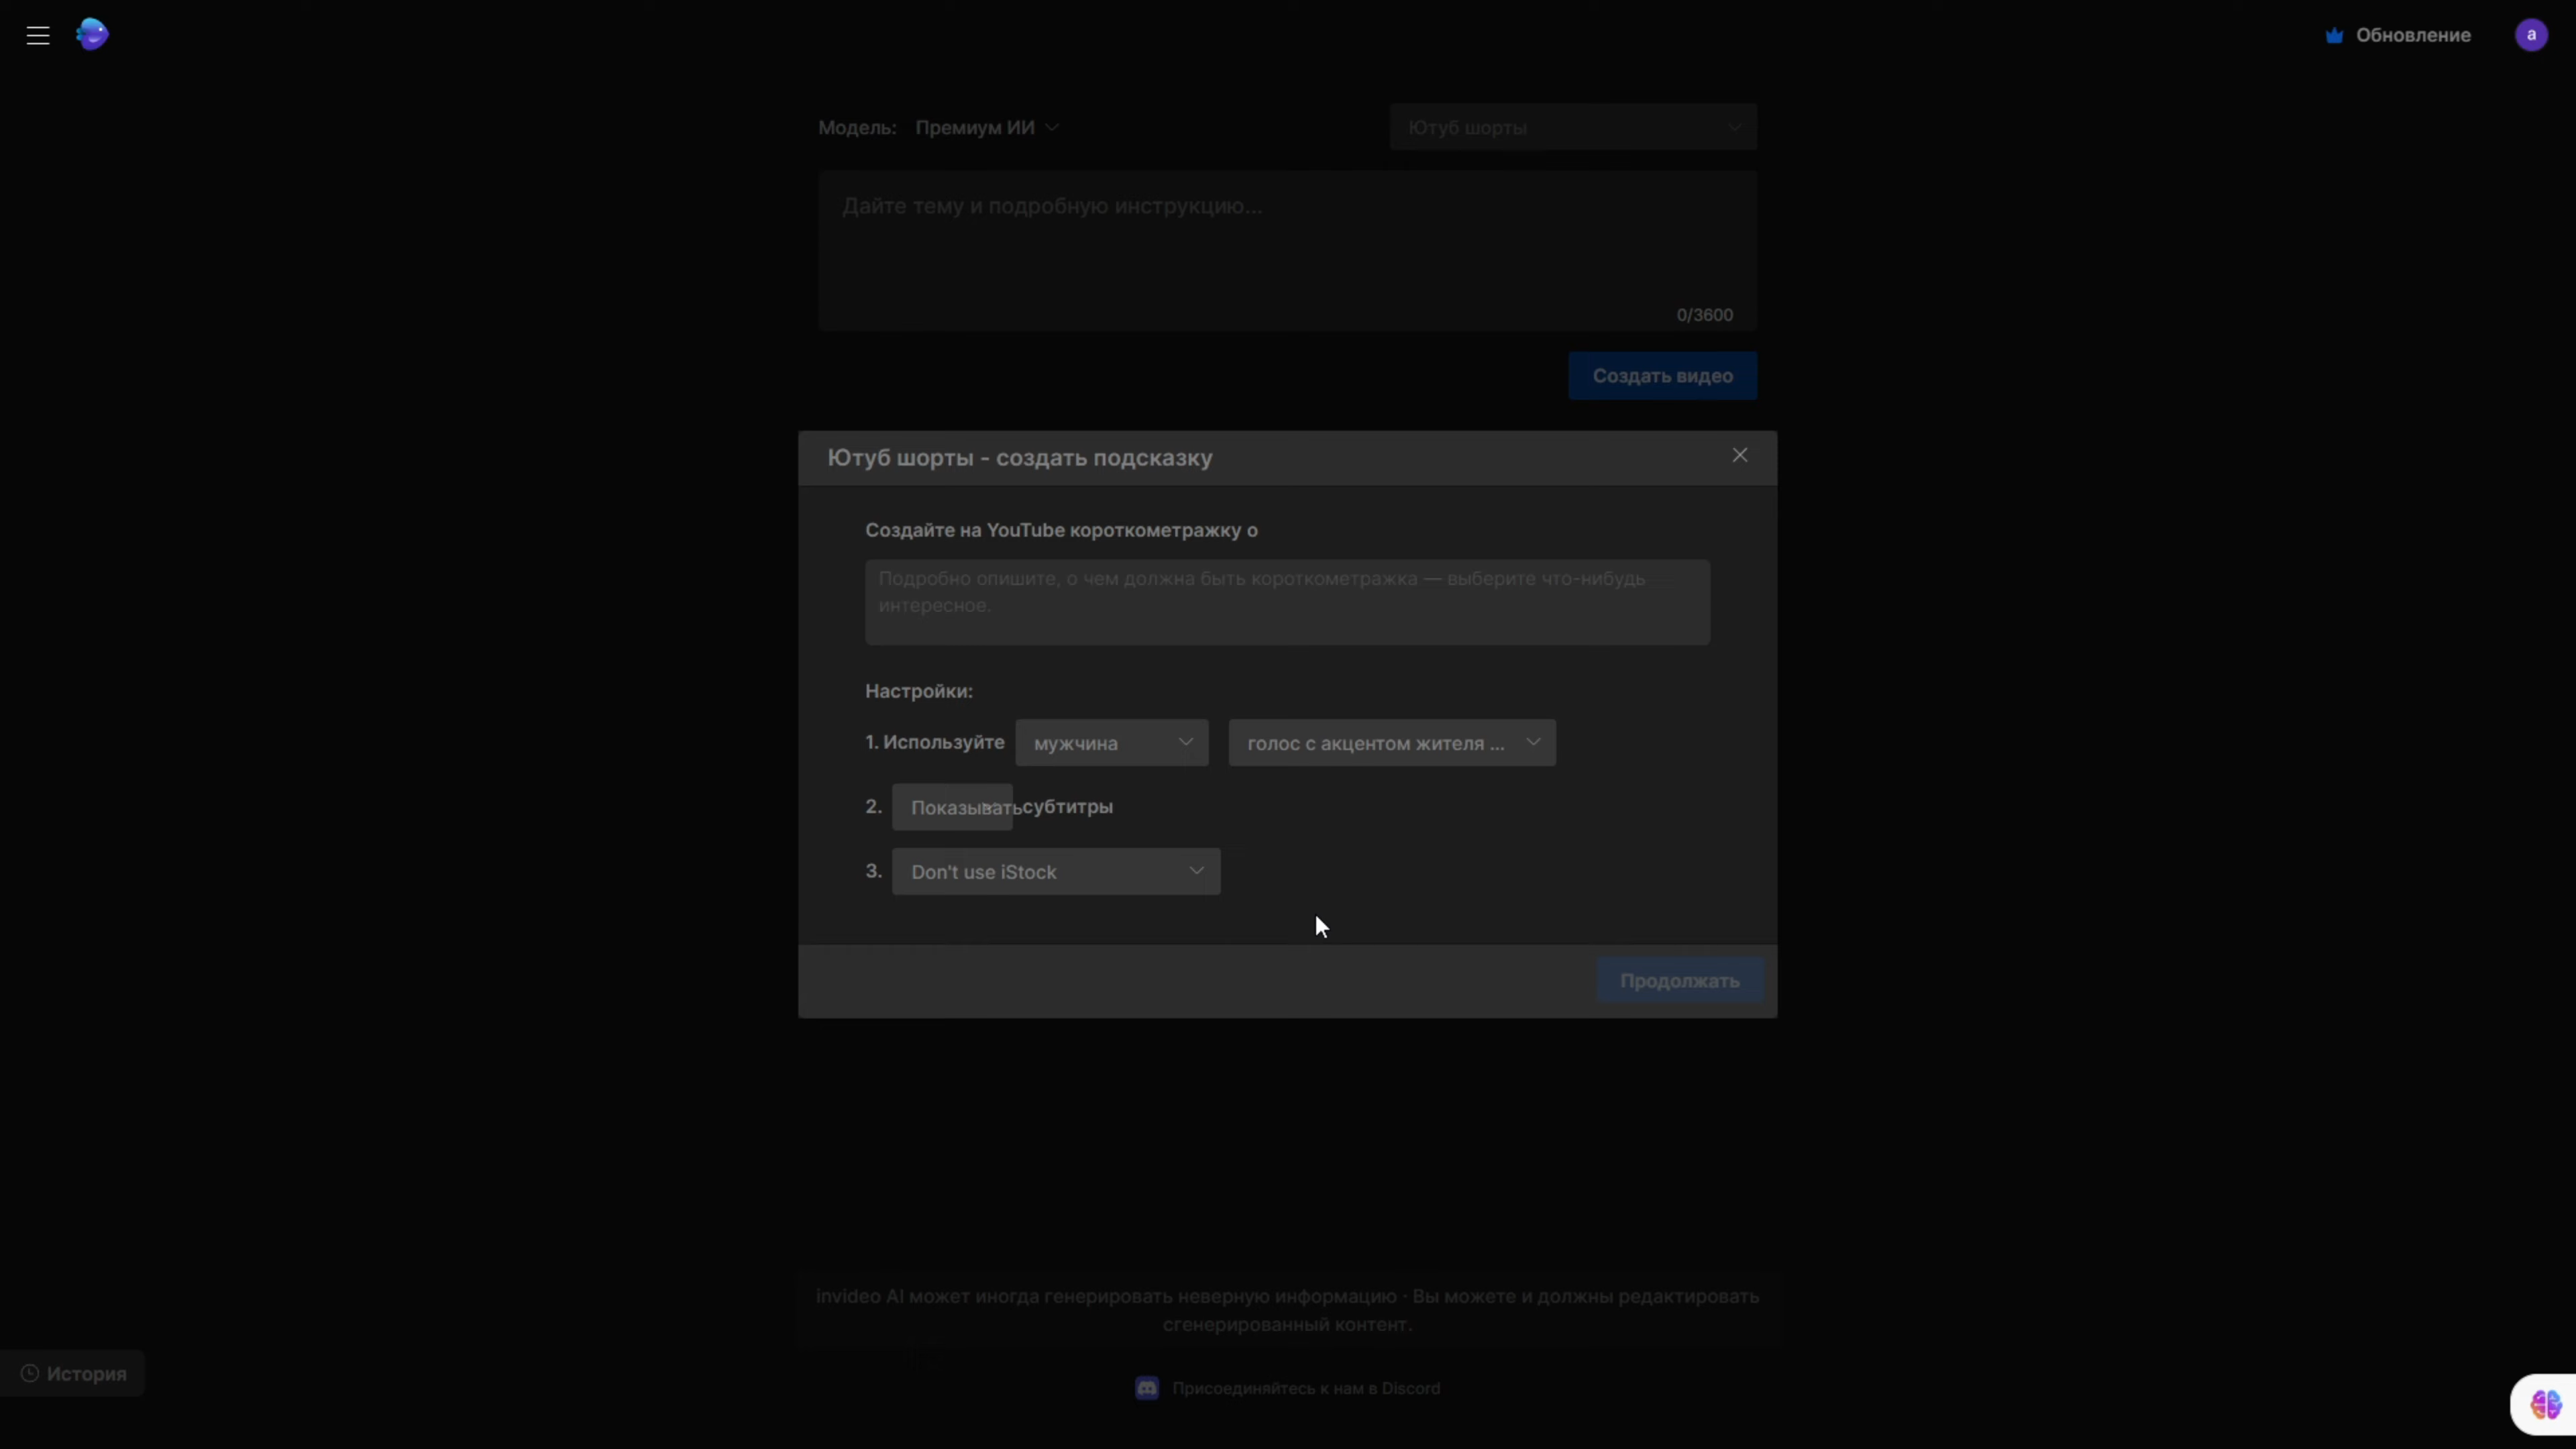 Обновление
a
Модель: Премиум ИИ
Ютуб шорты
Дайте тему и подробную инструкцию...
0/3600
Создать видео
Ютуб шорты - создать подсказку
Создайте на YouTube короткометражку о
Подробно опишите, о чем должна быть короткометражка — выберите что-нибудь
интересное.
Настройки:
1. Используйте мужчина голос с акцентом жителя ...
2. Показывать субтитры
3. Don't use iStock
Продолжать
invideo AI может иногда генерировать неверную информацию · Вы можете и должны редактировать
сгенерированный контент.
История
Присоединяйтесь к нам в Discord